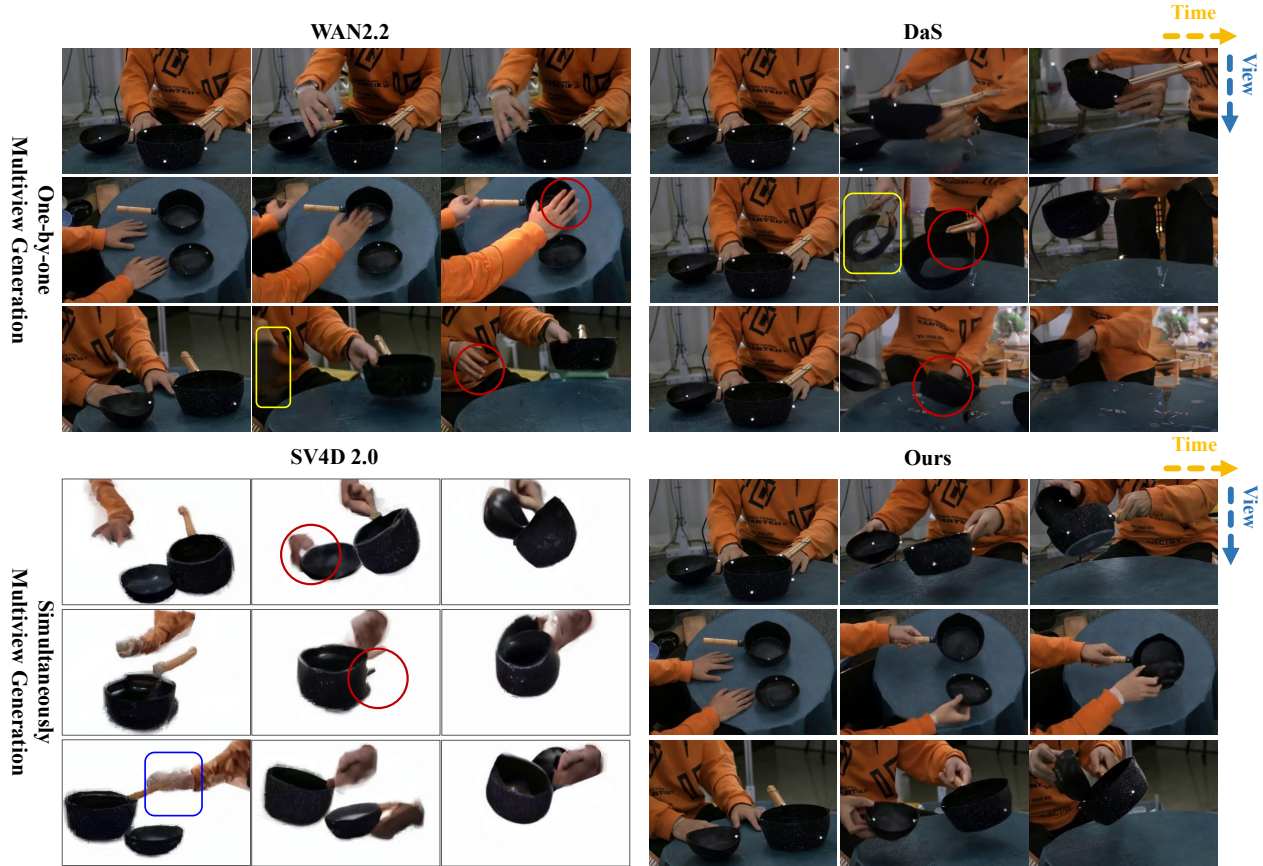 WAN2.2
DaS
Time
View
One-by-one
Multiview Generation
SV4D 2.0
Ours
Time
View
Simultaneously
Multiview Generation